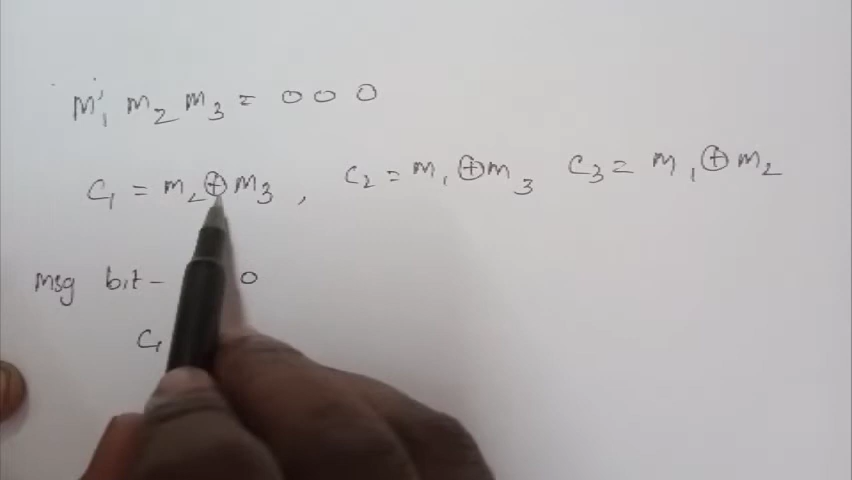 m₁ m₂ m₃ = 0 0 0
C₁ = m₂ ⊕ m₃ , C₂ = m₁ ⊕ m₃ C₃ = m₁ ⊕ m₂
Msg bit - 0
C₁